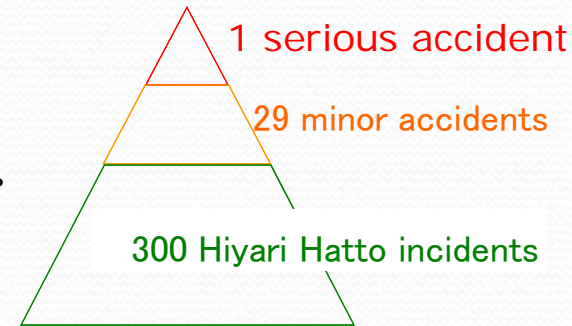 1 serious accident
29 minor accidents
300 Hiyari Hatto incidents